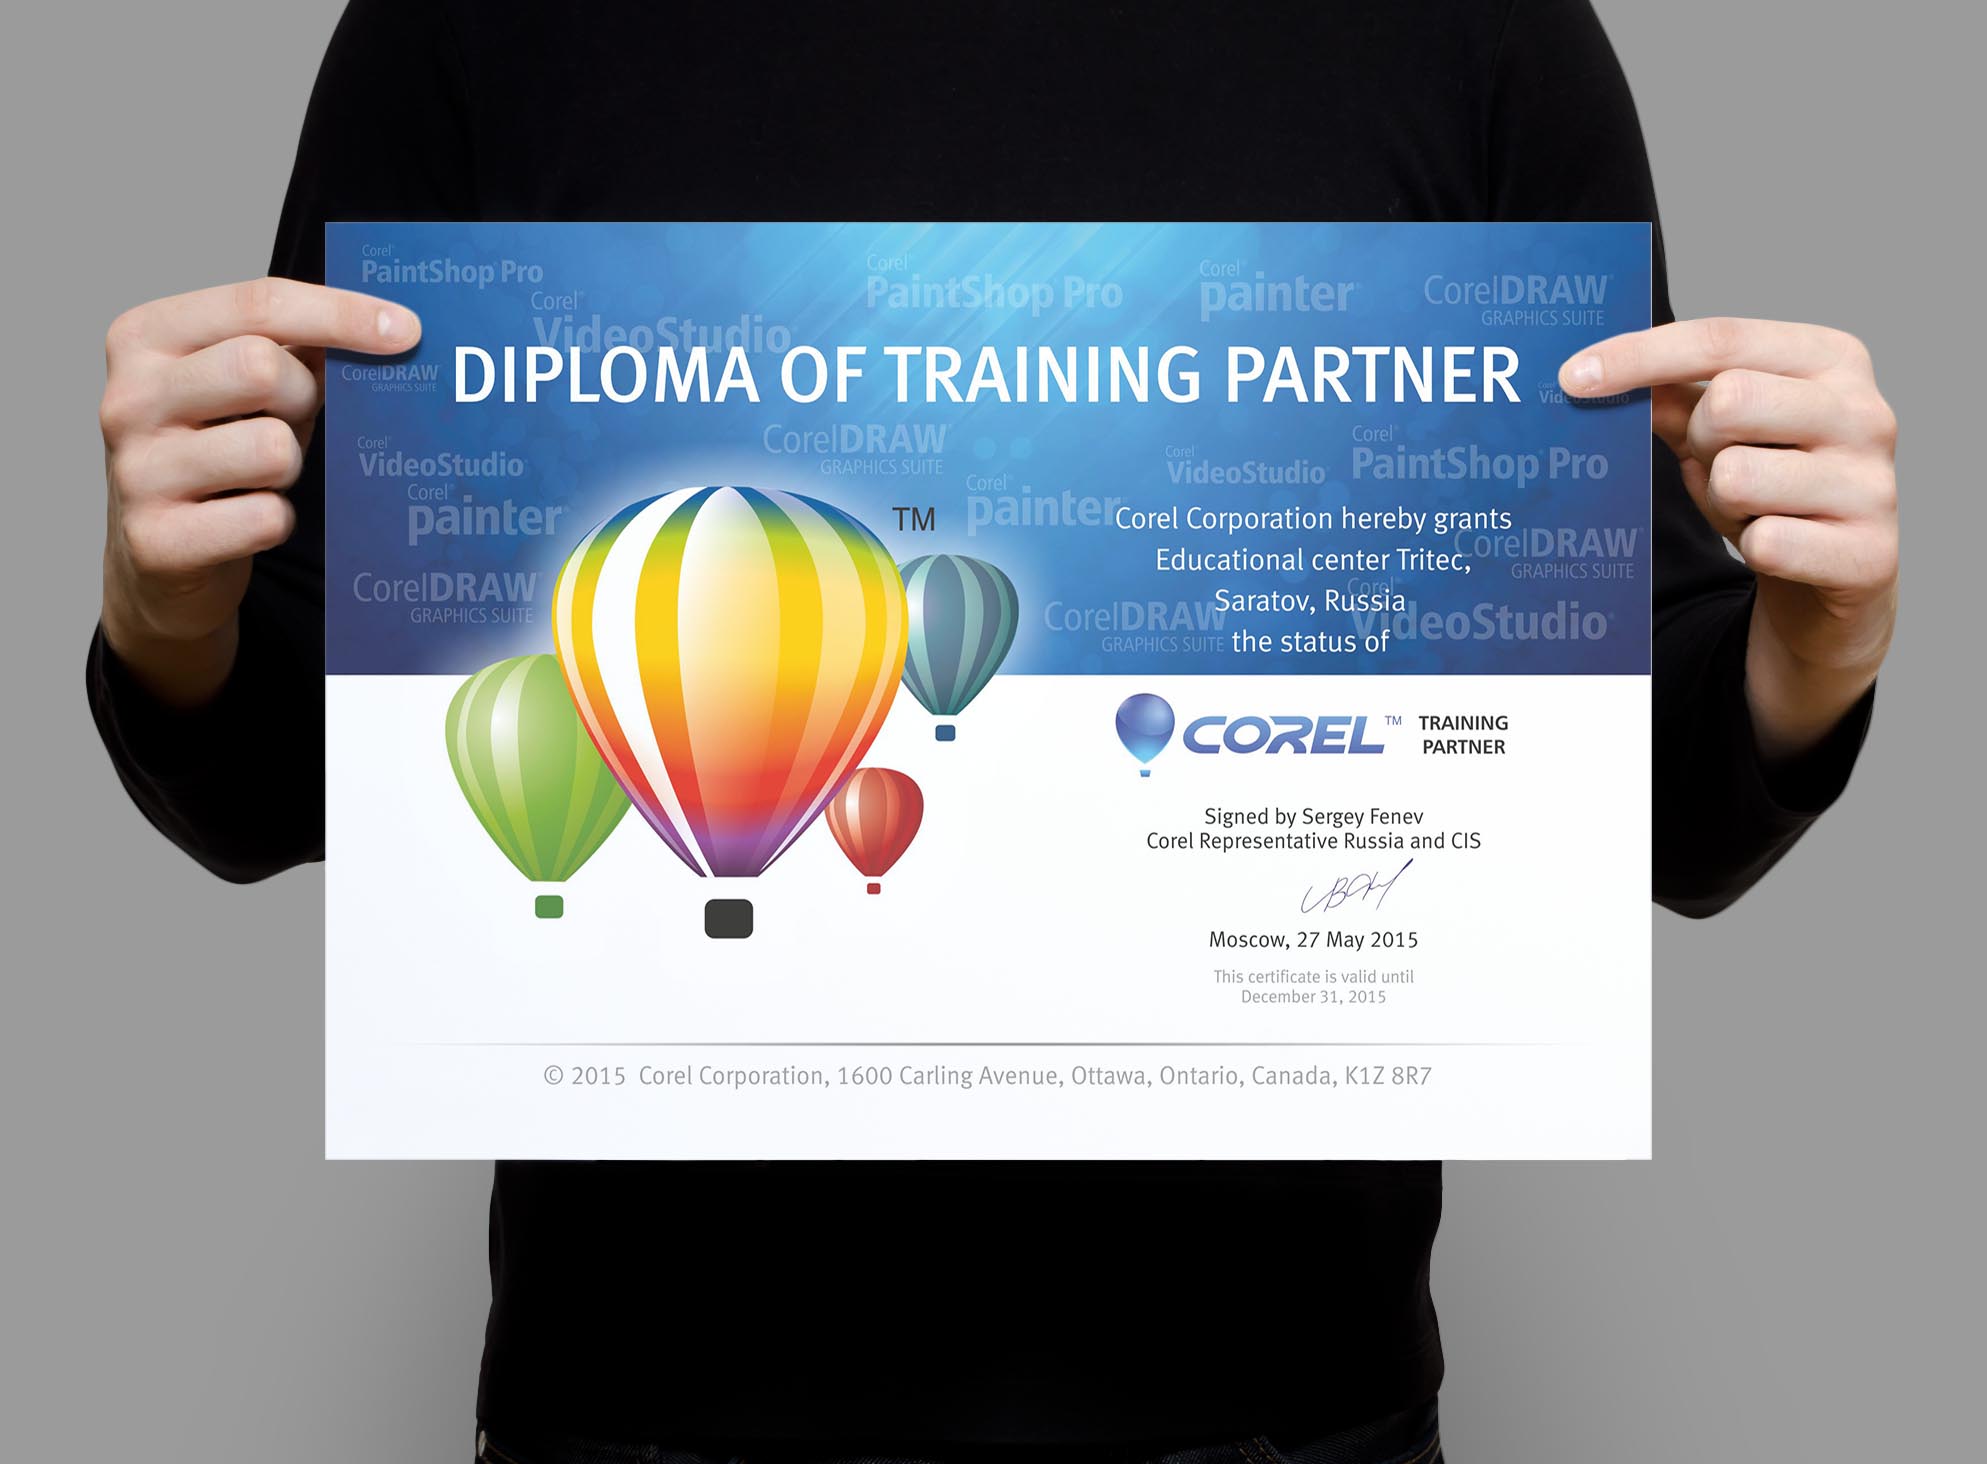 Corel®
PaintShop Pro
Corel®
PaintShop Pro
Corel®
painter
CorelDRAW®
GRAPHICS SUITE
Corel®
VideoStudio®
CorelDRAW®
GRAPHICS SUITE
DIPLOMA OF TRAINING PARTNER
Corel®
VideoStudio
CorelDRAW®
GRAPHICS SUITE
Corel®
VideoStudio®
Corel®
VideoStudio®
Corel®
PaintShop Pro
Corel®
painter®
TM
Corel®
painter®
Corel Corporation hereby grants
Educational center Tritec,
Saratov, Russia
the status of
CorelDRAW®
GRAPHICS SUITE
CorelDRAW®
GRAPHICS SUITE
CorelDRAW®
GRAPHICS SUITE
Corel®
VideoStudio®
COREL™ TRAINING
PARTNER
Signed by Sergey Fenev
Corel Representative Russia and CIS
Moscow, 27 May 2015
This certificate is valid until
December 31, 2015
© 2015 Corel Corporation, 1600 Carling Avenue, Ottawa, Ontario, Canada, K1Z 8R7